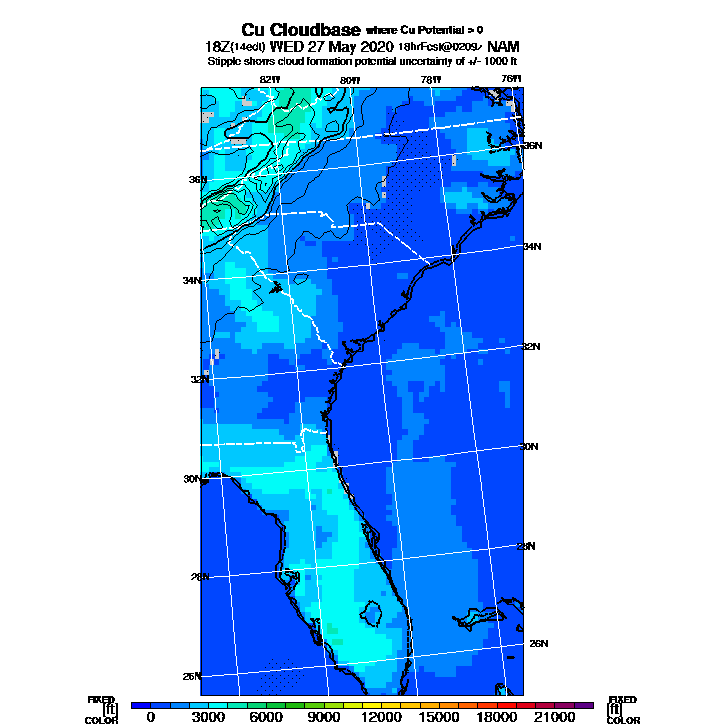 Cu Cloudbase where Cu Potential > 0
18Z(14edt) WED 27 May 2020 18hrFcst@0209z NAM
Stipple shows cloud formation potential uncertainty of +/- 1000 ft
82W 80W 78W 76W
36N
36N
34N
34N
32N
32N
30N
30N
28N
28N
26N
26N
FIXED [ft] COLOR
0 3000 6000 9000 12000 15000 18000 21000
FIXED [ft] COLOR